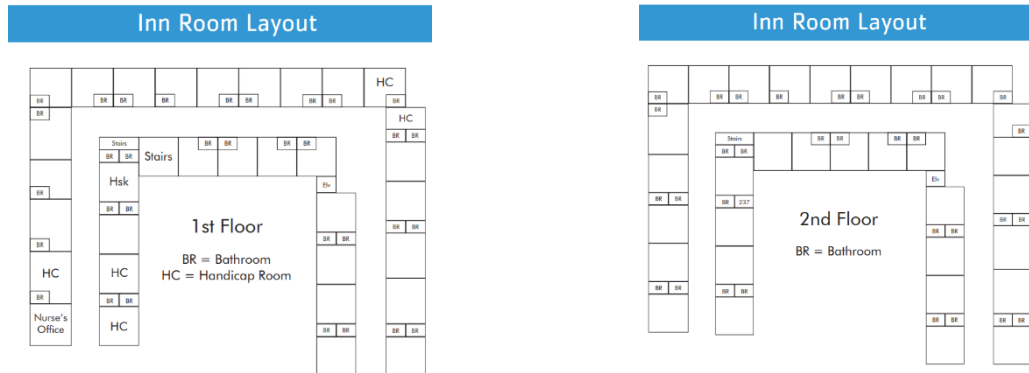 Inn Room Layout
HC
BR BR BR BR BR BR BR BR BR
BR HC
BR BR
Stairs BR BR BR BR
BR BR Stairs
Hsk Elv
BR
BR BR
1st Floor BR BR
BR BR BR
BR = Bathroom
HC HC HC = Handicap Room
BR BR BR
Nurse's
Office HC
BR BR BR BR
Inn Room Layout
BR BR BR BR BR BR BR BR BR
BR
BR
Stairs BR BR BR BR
BR BR
Elv
BR BR BR 237
2nd Floor BR BR
BR BR
BR = Bathroom
BR BR BR BR
BR BR BR BR